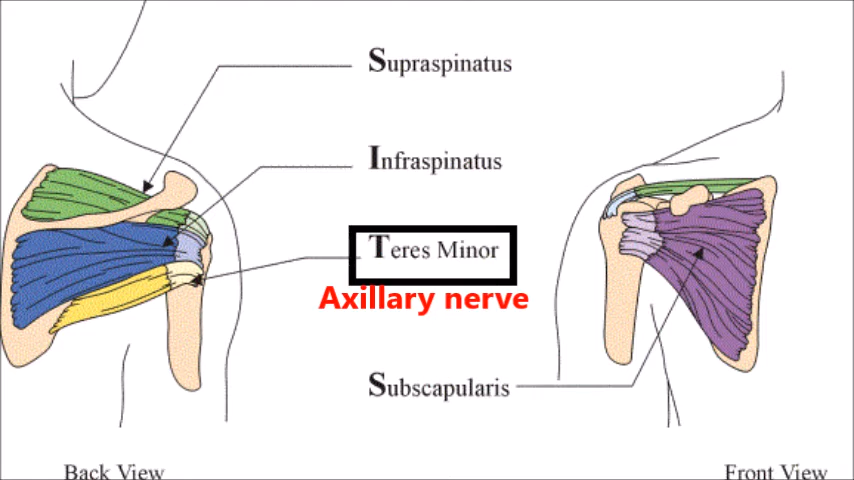 Supraspinatus
Infraspinatus
Teres Minor
Axillary nerve
Subscapularis
Back View
Front View